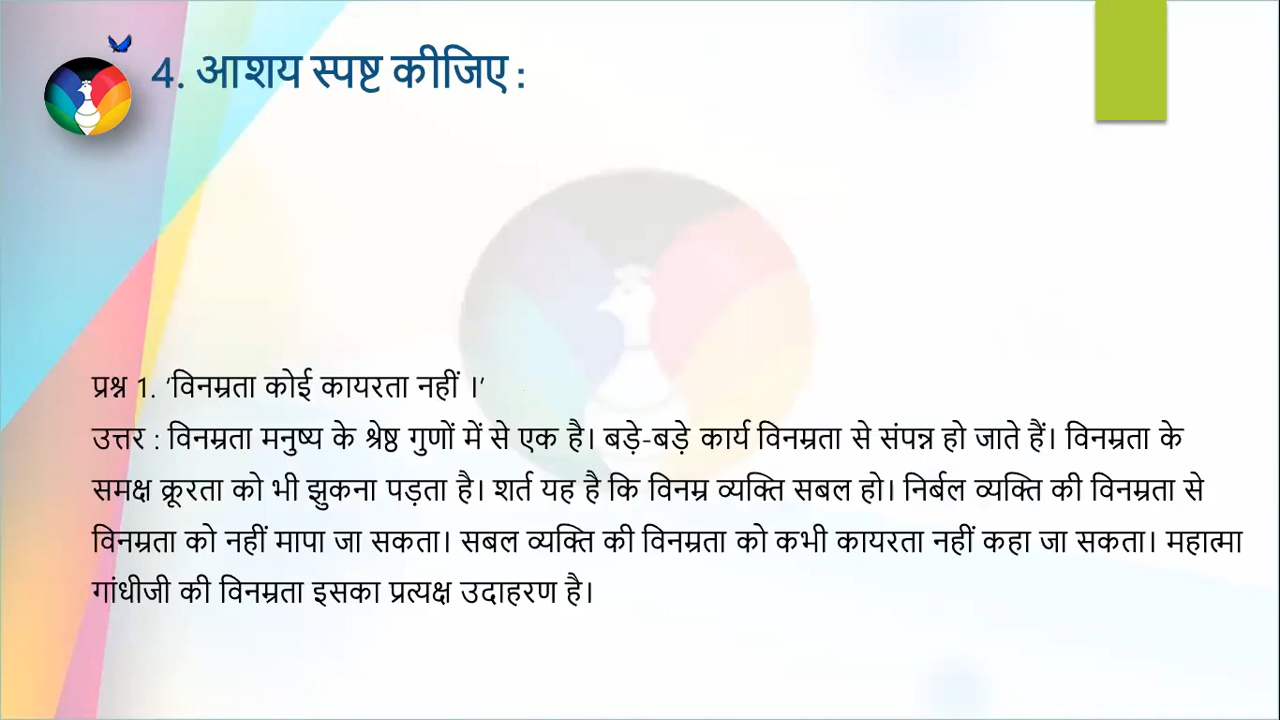 4. आशय स्पष्ट कीजिए :
प्रश्न 1. ’विनम्रता कोई कायरता नहीं ।’
उत्तर : विनम्रता मनुष्य के श्रेष्ठ गुणों में से एक है। बड़े-बड़े कार्य विनम्रता से संपन्न हो जाते हैं। विनम्रता के
समक्ष क्रूरता को भी झुकना पड़ता है। शर्त यह है कि विनम्र व्यक्ति सबल हो। निर्बल व्यक्ति की विनम्रता से
विनम्रता को नहीं मापा जा सकता। सबल व्यक्ति की विनम्रता को कभी कायरता नहीं कहा जा सकता। महात्मा
गांधीजी की विनम्रता इसका प्रत्यक्ष उदाहरण है।